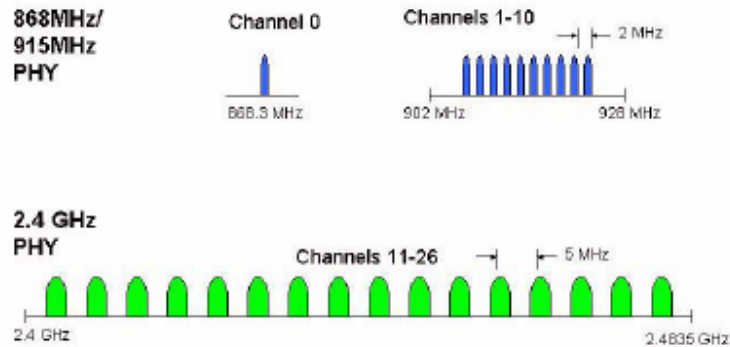 868MHz/
915MHz
PHY
Channel 0
Channels 1-10
2 MHz
868.3 MHz
902 MHz
928 MHz
2.4 GHz
PHY
Channels 11-26
5 MHz
2.4 GHz
2.4835 GHz